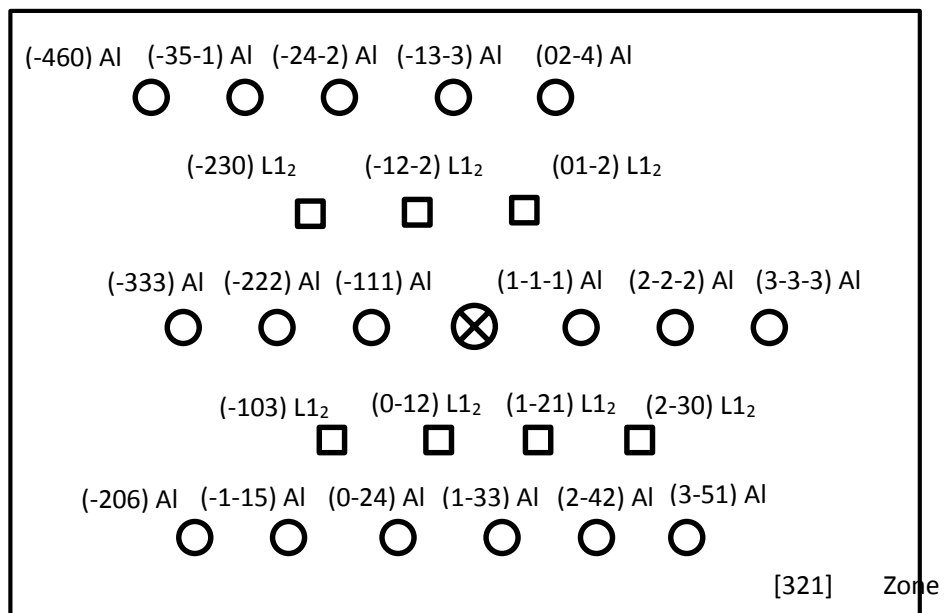 (-460) Al (-35-1) Al (-24-2) Al (-13-3) Al (02-4) Al
(-230) L1₂ (-12-2) L1₂ (01-2) L1₂
(-333) Al (-222) Al (-111) Al (1-1-1) Al (2-2-2) Al (3-3-3) Al
(-103) L1₂ (0-12) L1₂ (1-21) L1₂ (2-30) L1₂
(-206) Al (-1-15) Al (0-24) Al (1-33) Al (2-42) Al (3-51) Al
[321] Zone